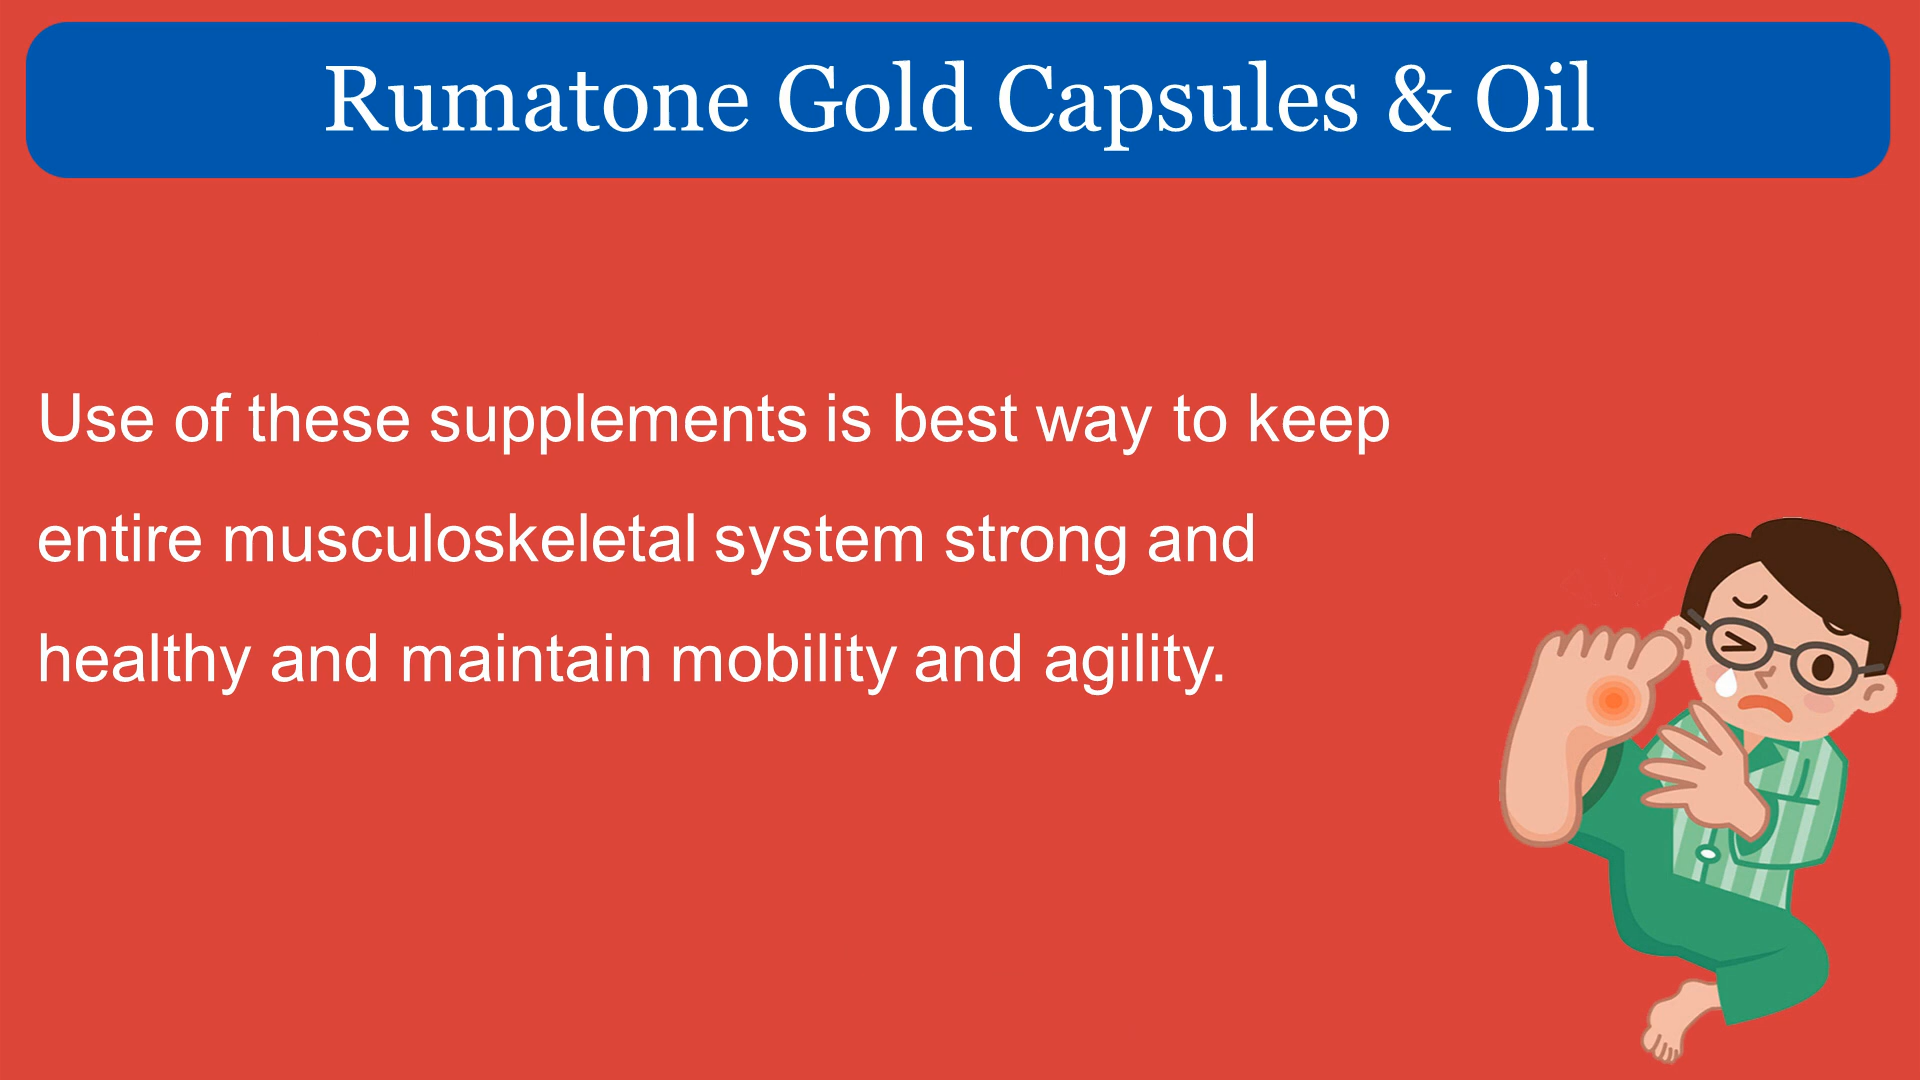 Rumatone Gold Capsules & Oil
Use of these supplements is best way to keep
entire musculoskeletal system strong and
healthy and maintain mobility and agility.